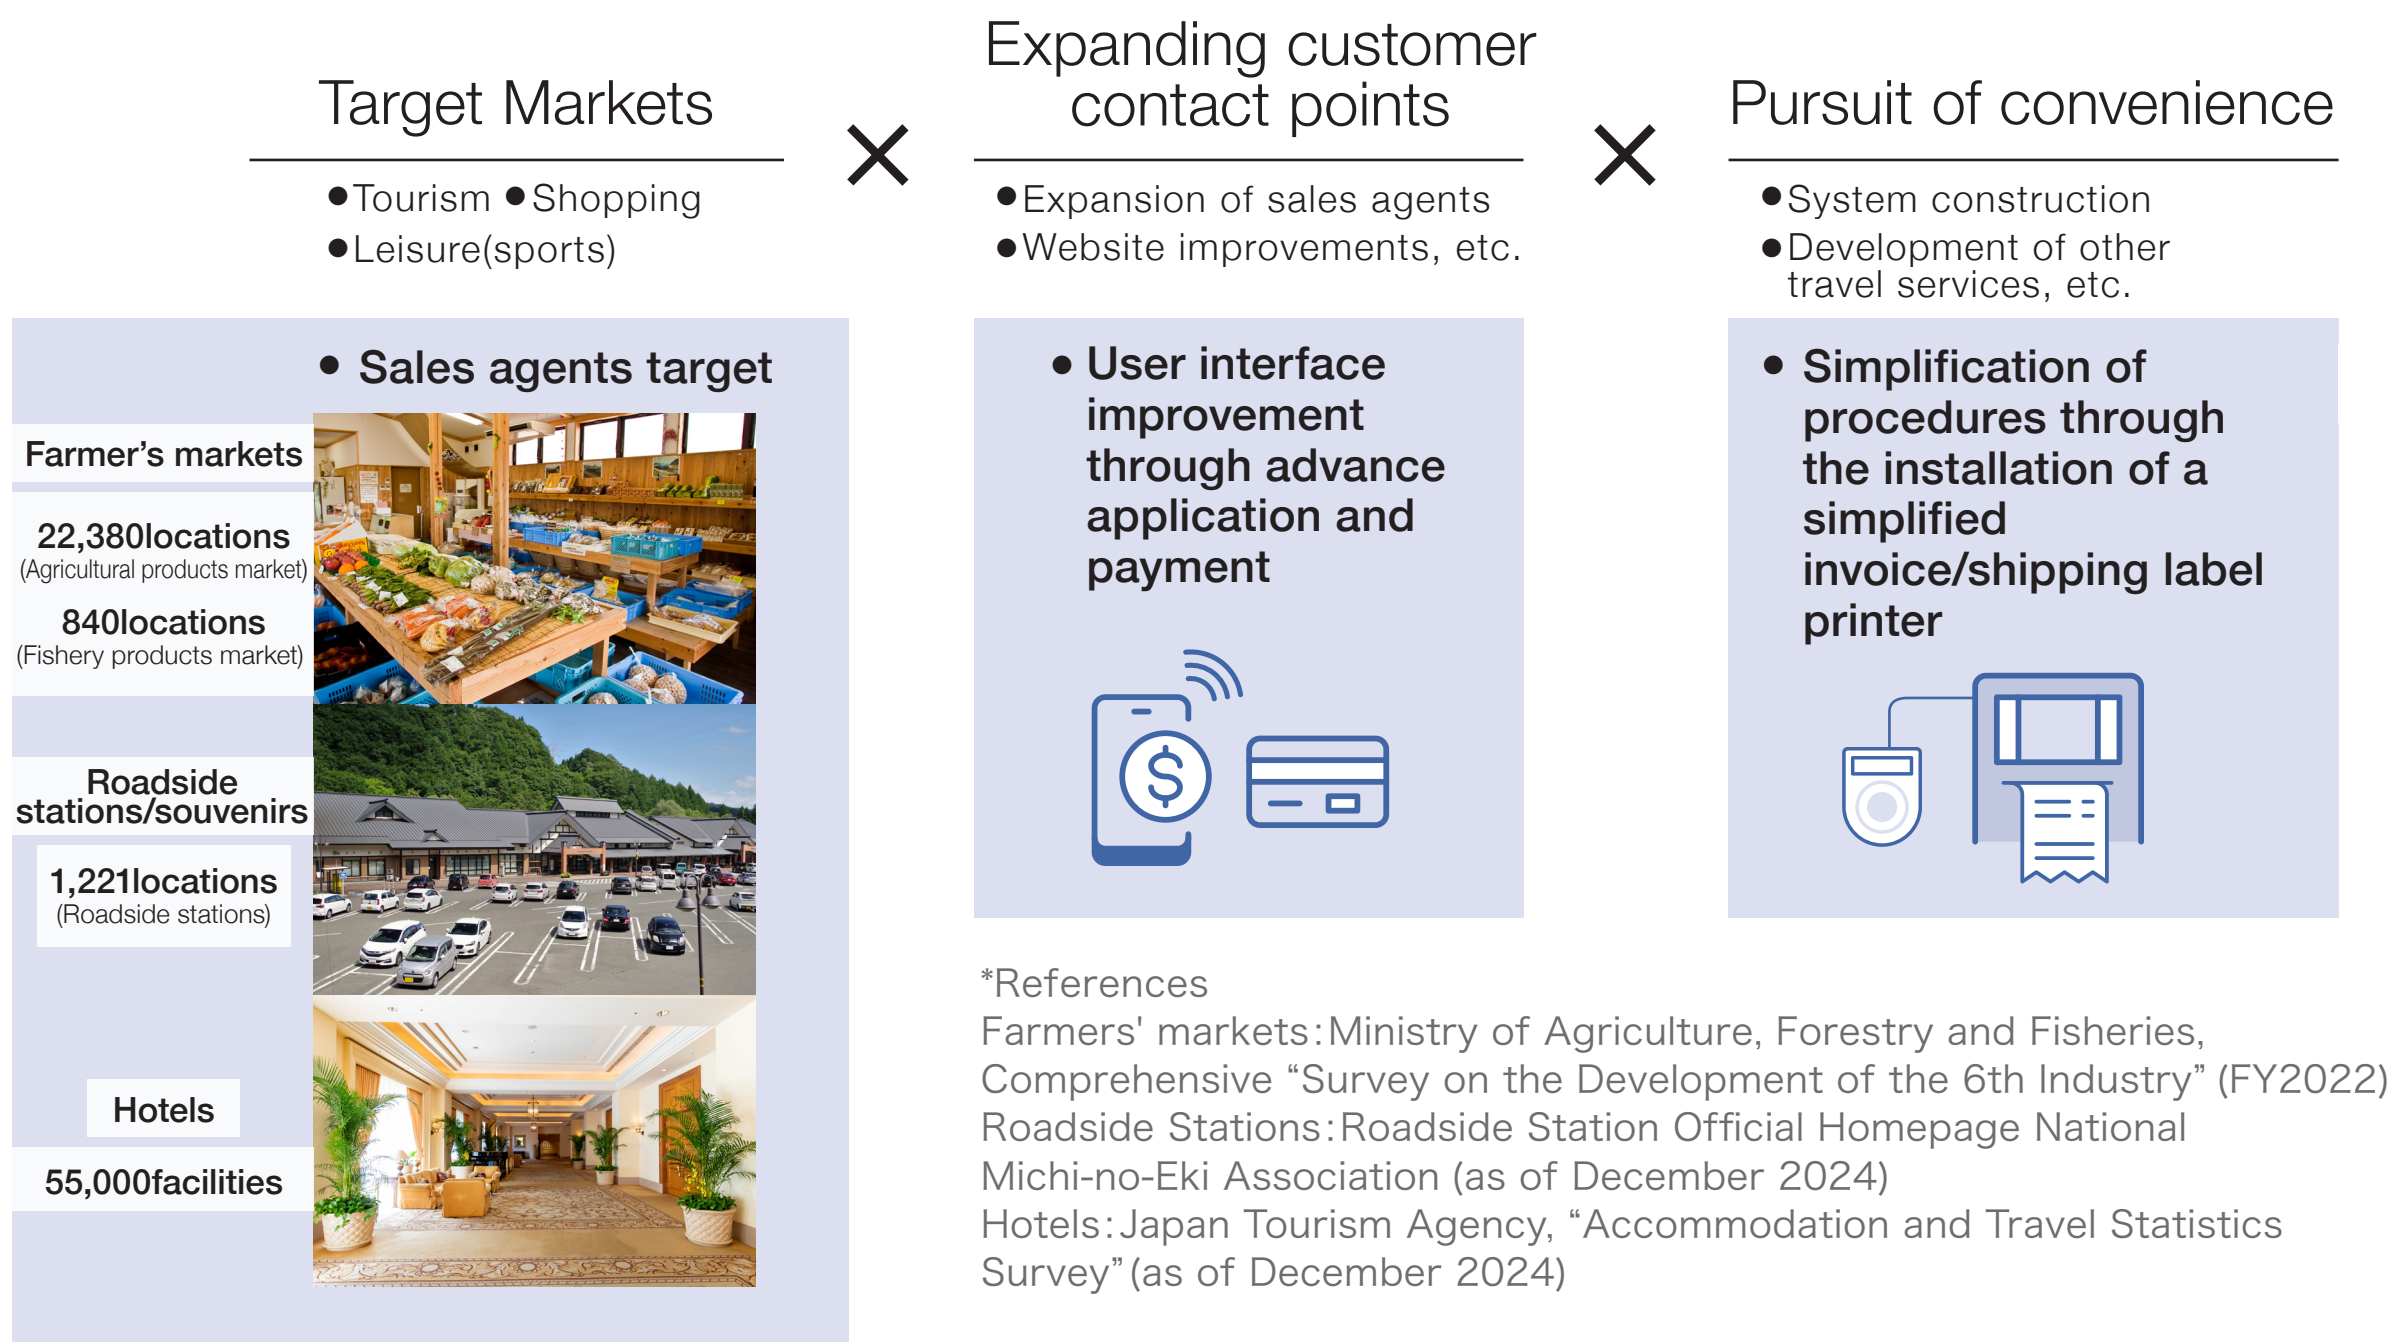 Target Markets
●Tourism ●Shopping
●Leisure(sports)
×
Expanding customer
contact points
●Expansion of sales agents
●Website improvements, etc.
×
Pursuit of convenience
●System construction
●Development of other
travel services, etc.
● Sales agents target
Farmer’s markets
22,380locations
(Agricultural products market)
840locations
(Fishery products market)
Roadside
stations/souvenirs
1,221locations
(Roadside stations)
Hotels
55,000facilities
● User interface
improvement
through advance
application and
payment
$
● Simplification of
procedures through
the installation of a
simplified
invoice/shipping label
printer
*References
Farmers' markets:Ministry of Agriculture, Forestry and Fisheries,
Comprehensive “Survey on the Development of the 6th Industry” (FY2022)
Roadside Stations:Roadside Station Official Homepage National
Michi-no-Eki Association (as of December 2024)
Hotels:Japan Tourism Agency, “Accommodation and Travel Statistics
Survey”(as of December 2024)